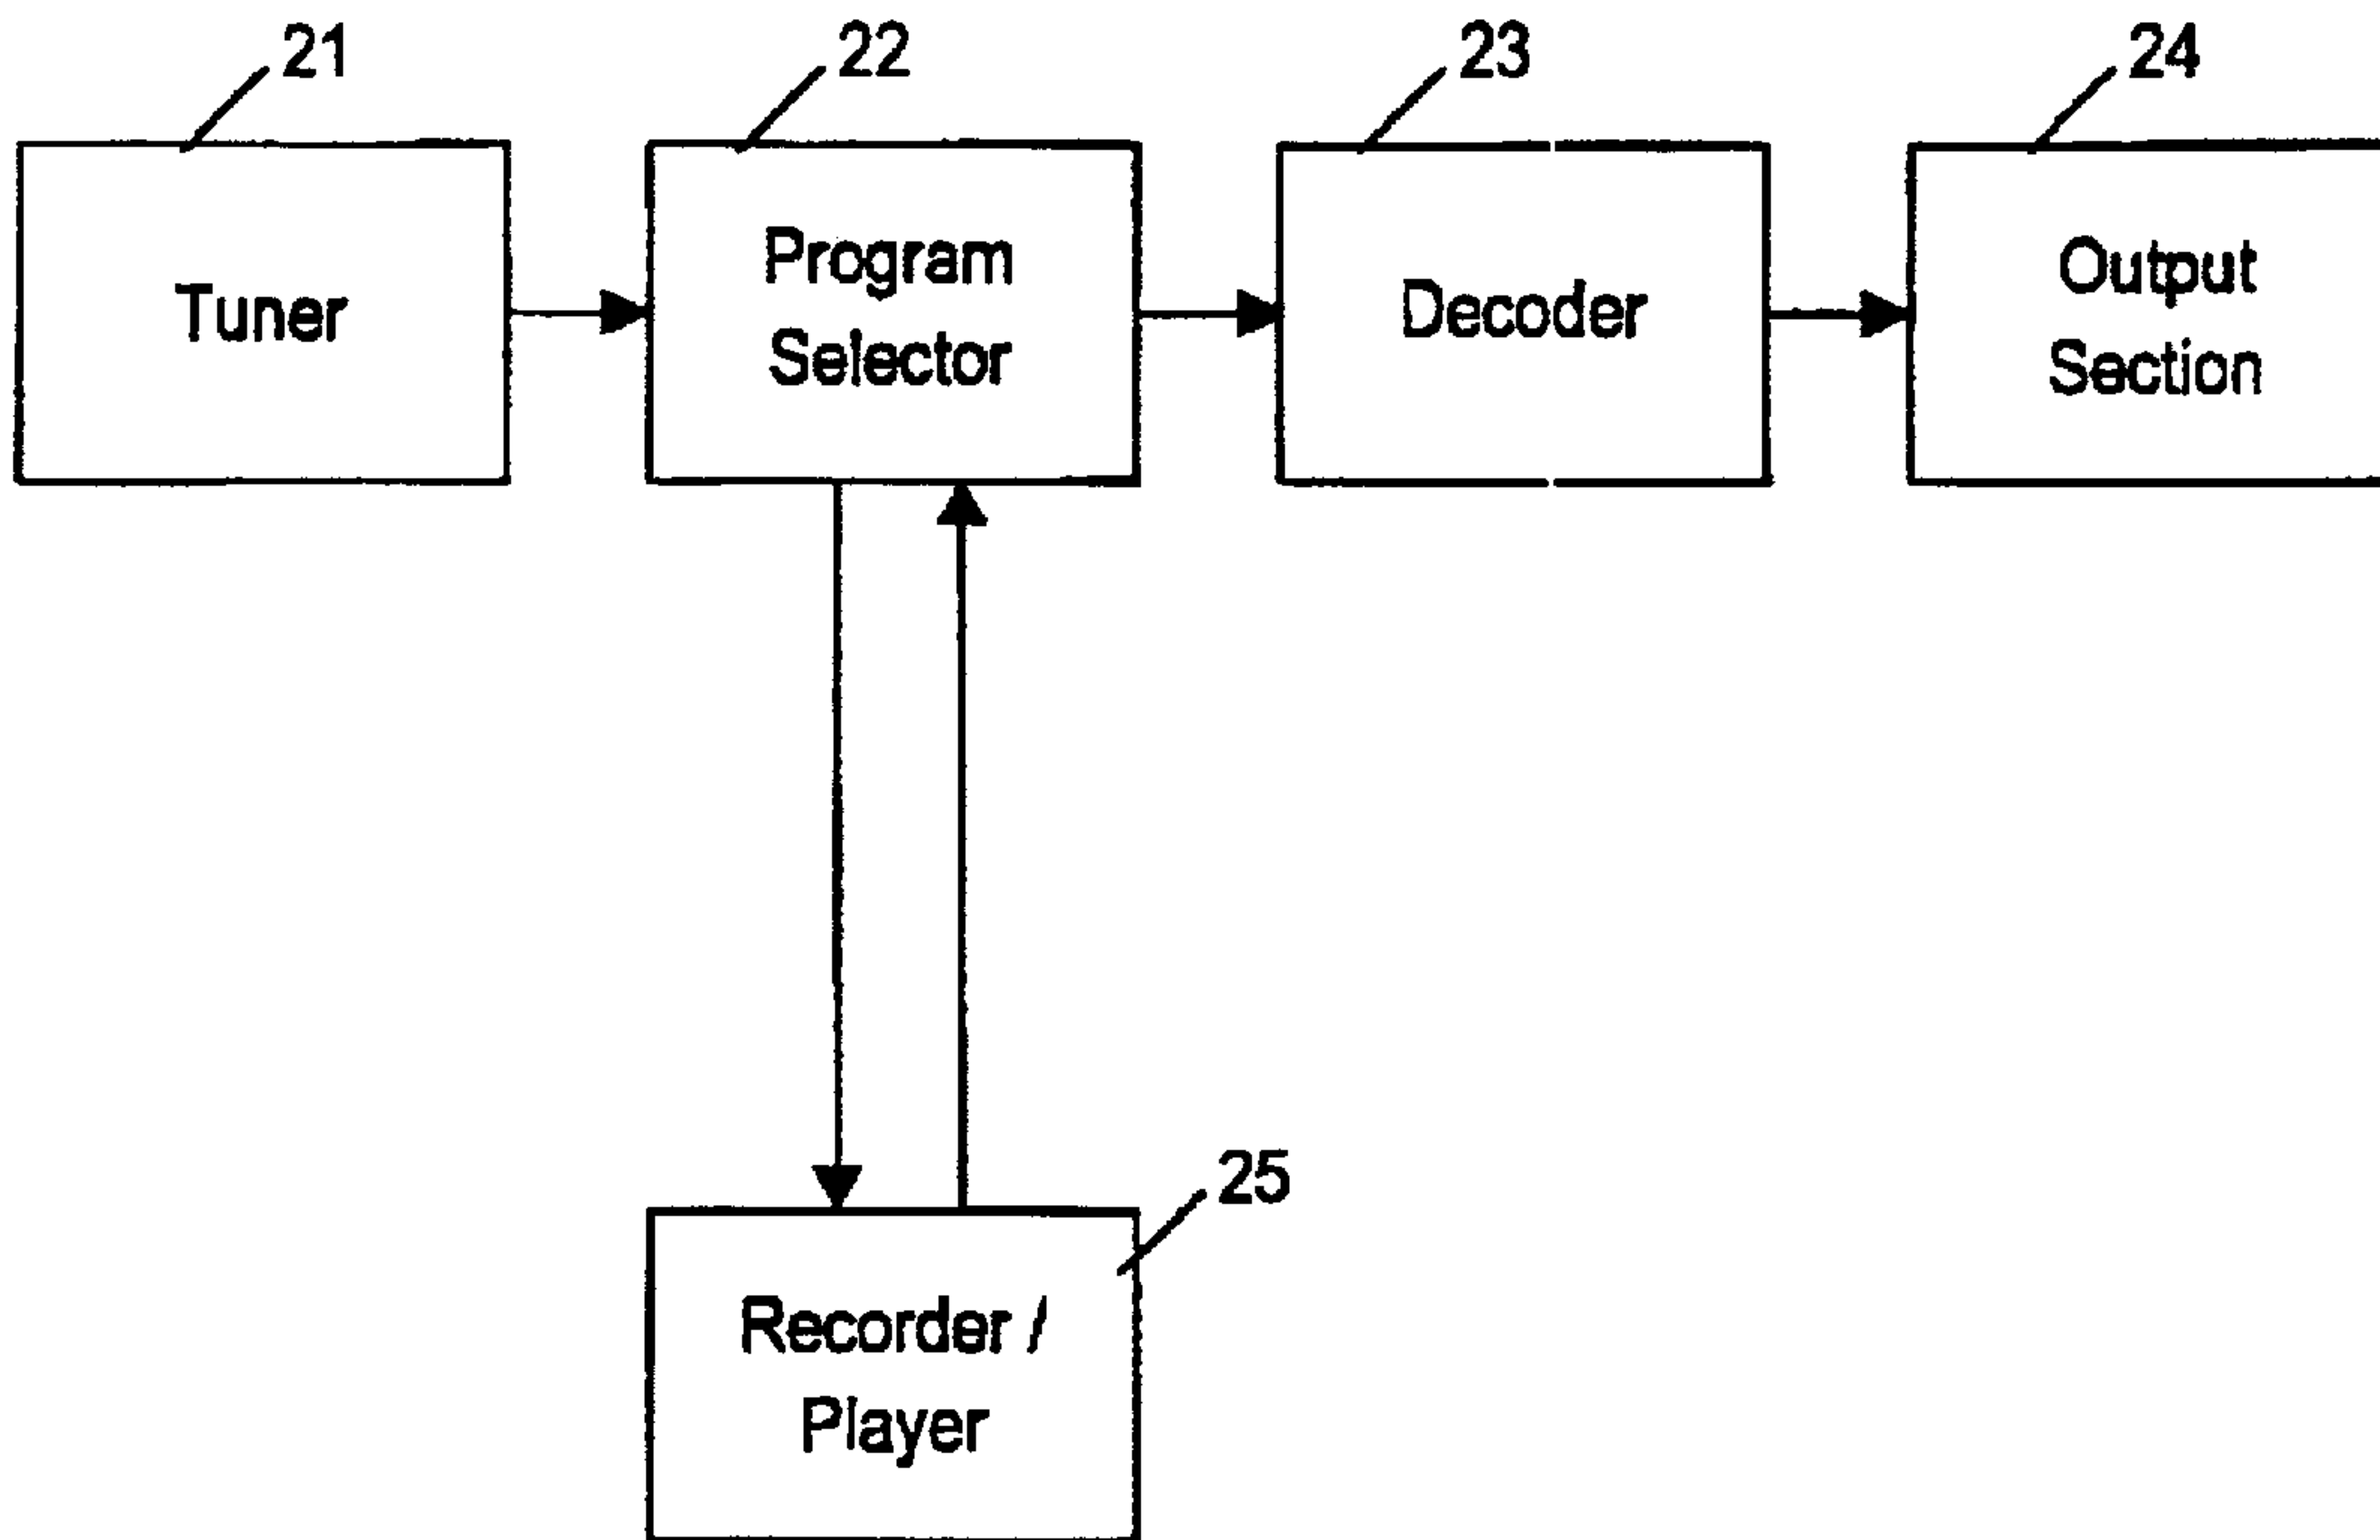 21
22
23
24
Tuner
Program
Selector
Decoder
Output
Section
25
Recorder /
Player